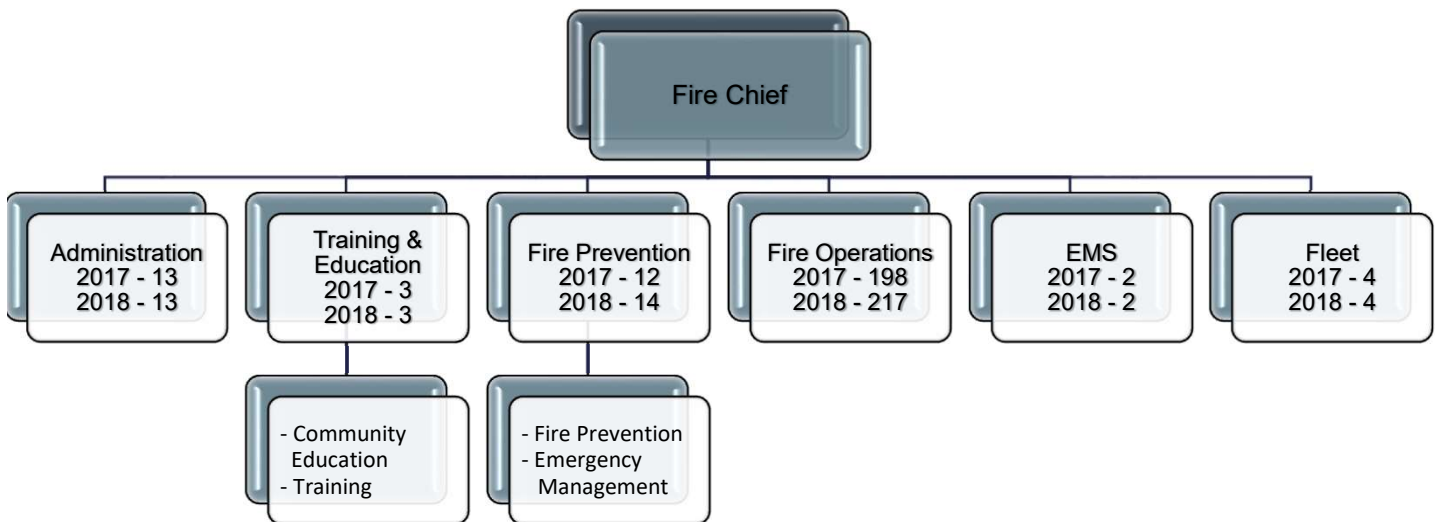 Fire Chief
Administration
2017 - 13
2018 - 13
Training &
Education
2017 - 3
2018 - 3
Fire Prevention
2017 - 12
2018 - 14
Fire Operations
2017 - 198
2018 - 217
EMS
2017 - 2
2018 - 2
Fleet
2017 - 4
2018 - 4
- Community
Education
- Training
- Fire Prevention
- Emergency
Management